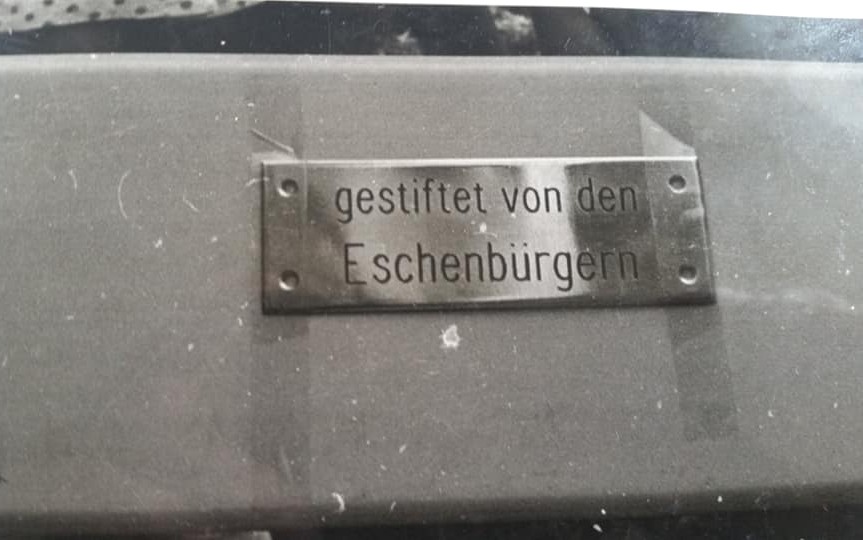 gestiftet von den
Eschenbürgern